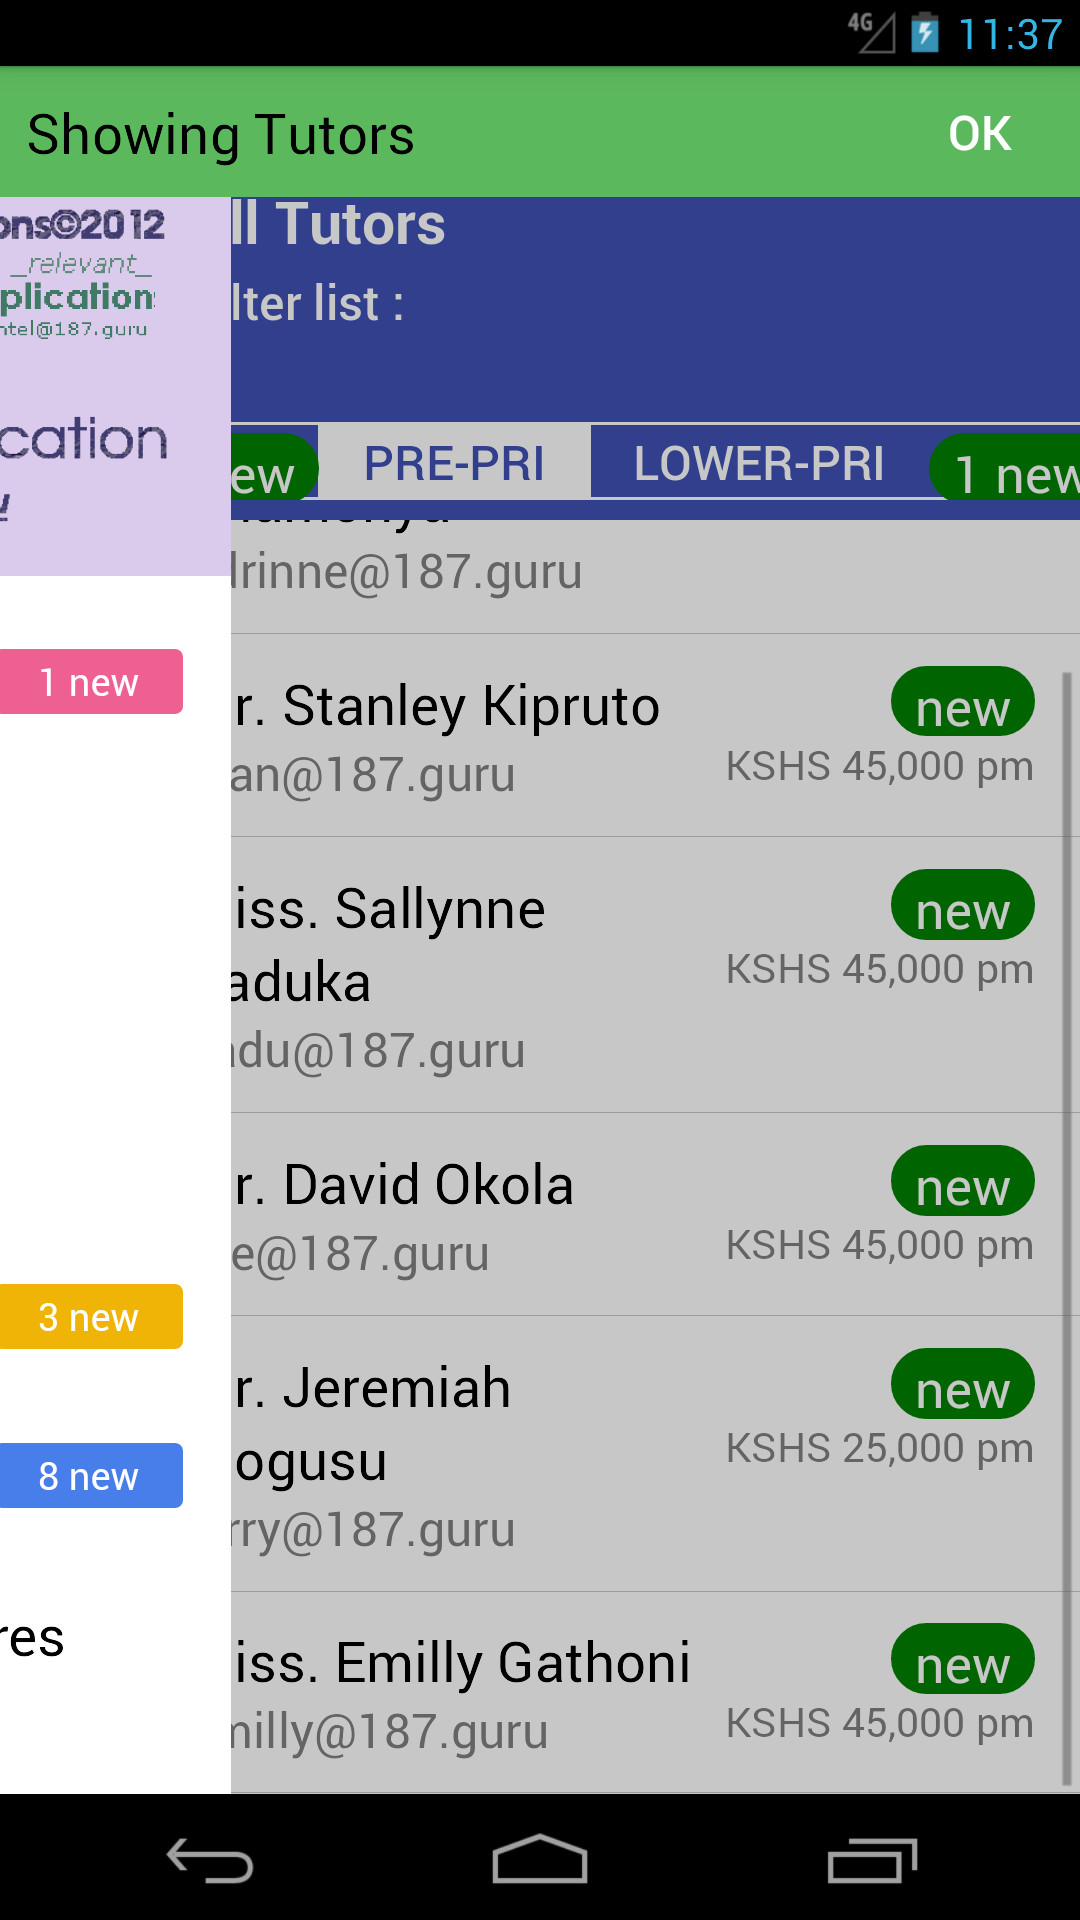 4G 11:37
Showing Tutors OK
ons©2012
_relevant_
plication
ntel@187.guru
cation
ll Tutors
lter list :
ew PRE-PRI LOWER-PRI 1 new
drinne@187.guru
1 new
r. Stanley Kipruto new
an@187.guru KSHS 45,000 pm
iss. Sallynne new
aduka KSHS 45,000 pm
adu@187.guru
r. David Okola new
e@187.guru KSHS 45,000 pm
3 new
r. Jeremiah new
ogusu KSHS 25,000 pm
8 new
rry@187.guru
res
iss. Emilly Gathoni new
milly@187.guru KSHS 45,000 pm